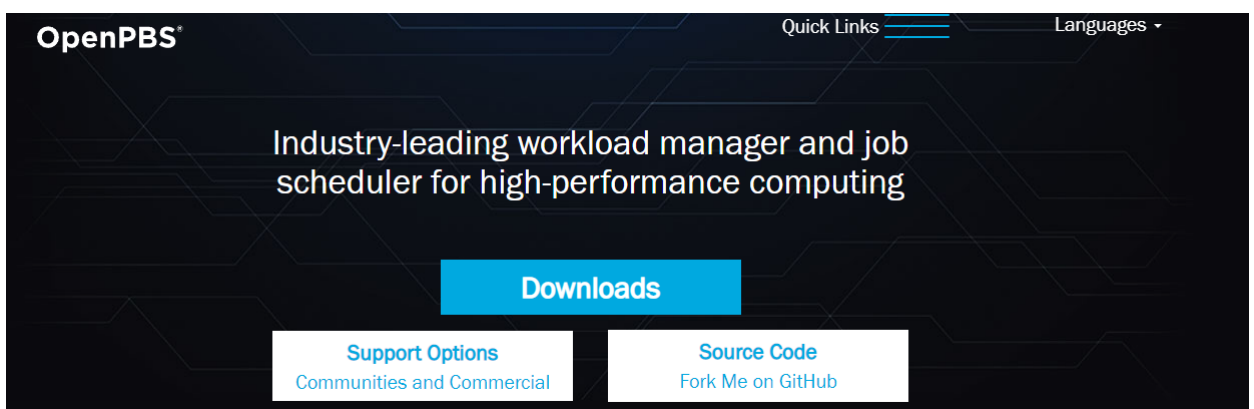 OpenPBS®
Quick Links
Languages
Industry-leading workload manager and job
scheduler for high-performance computing
Downloads
Support Options
Communities and Commercial
Source Code
Fork Me on GitHub